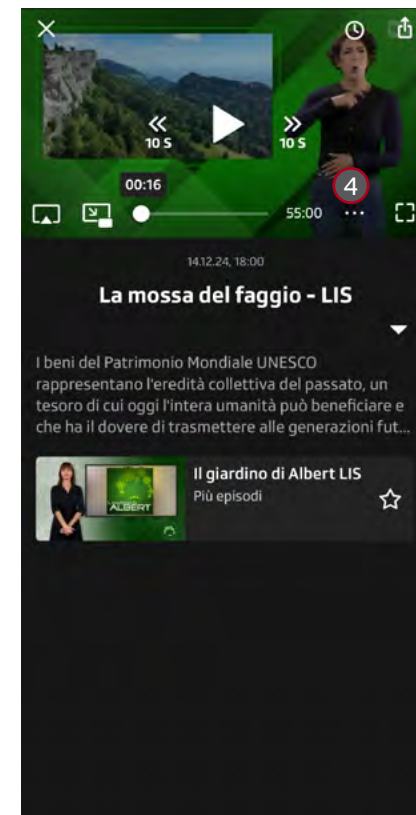 10 S
10 S
00:16
4
55:00
14.12.24, 18:00
La mossa del faggio - LIS
I beni del Patrimonio Mondiale UNESCO
rappresentano l'eredità collettiva del passato, un
tesoro di cui oggi l'intera umanità può beneficiare e
che ha il dovere di trasmettere alle generazioni fut...
ALBERT
Il giardino di Albert LIS
Più episodi